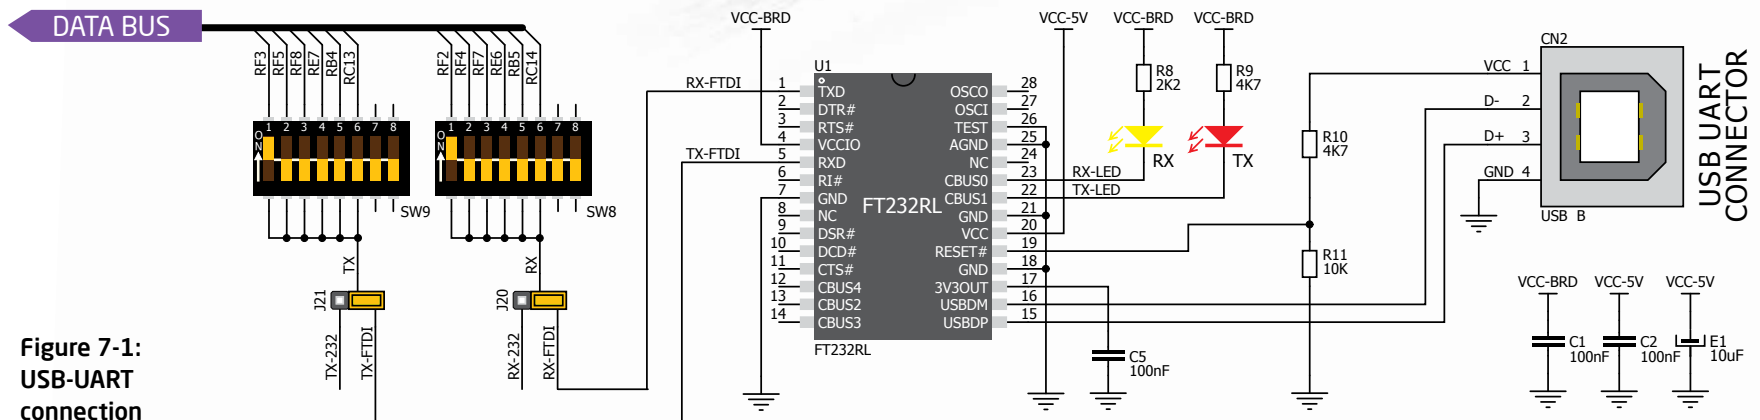 DATA BUS
RF3
RF5
RF8
RE7
RB4
RC13
RF2
RF4
RF7
RE6
RB5
RC14
O
N
1 2 3 4 5 6 7 8
SW9
O
N
1 2 3 4 5 6 7 8
SW8
TX
RX
J21
J20
TX-232
TX-FTDI
RX-232
RX-FTDI
Figure 7-1:
USB-UART
connection
VCC-BRD
RX-FTDI
TX-FTDI
U1
1 TXD
2 DTR#
3 RTS#
4 VCCIO
5 RXD
6 RI#
7 GND
8 NC
9 DSR#
10 DCD#
11 CTS#
12 CBUS4
13 CBUS2
14 CBUS3
FT232RL
OSCO 28
OSCI 27
TEST 26
AGND 25
NC 24
CBUS0 23
CBUS1 22
GND 21
VCC 20
RESET# 19
GND 18
3V3OUT 17
USBDM 16
USBDP 15
FT232RL
VCC-5V
VCC-BRD
VCC-BRD
R8
2K2
R9
4K7
RX
TX
RX-LED
TX-LED
R10
4K7
R11
10K
C5
100nF
CN2
VCC 1
D- 2
D+ 3
GND 4
USB B
USB UART
CONNECTOR
VCC-BRD
VCC-5V
VCC-5V
C1
100nF
C2
100nF
E1
10uF